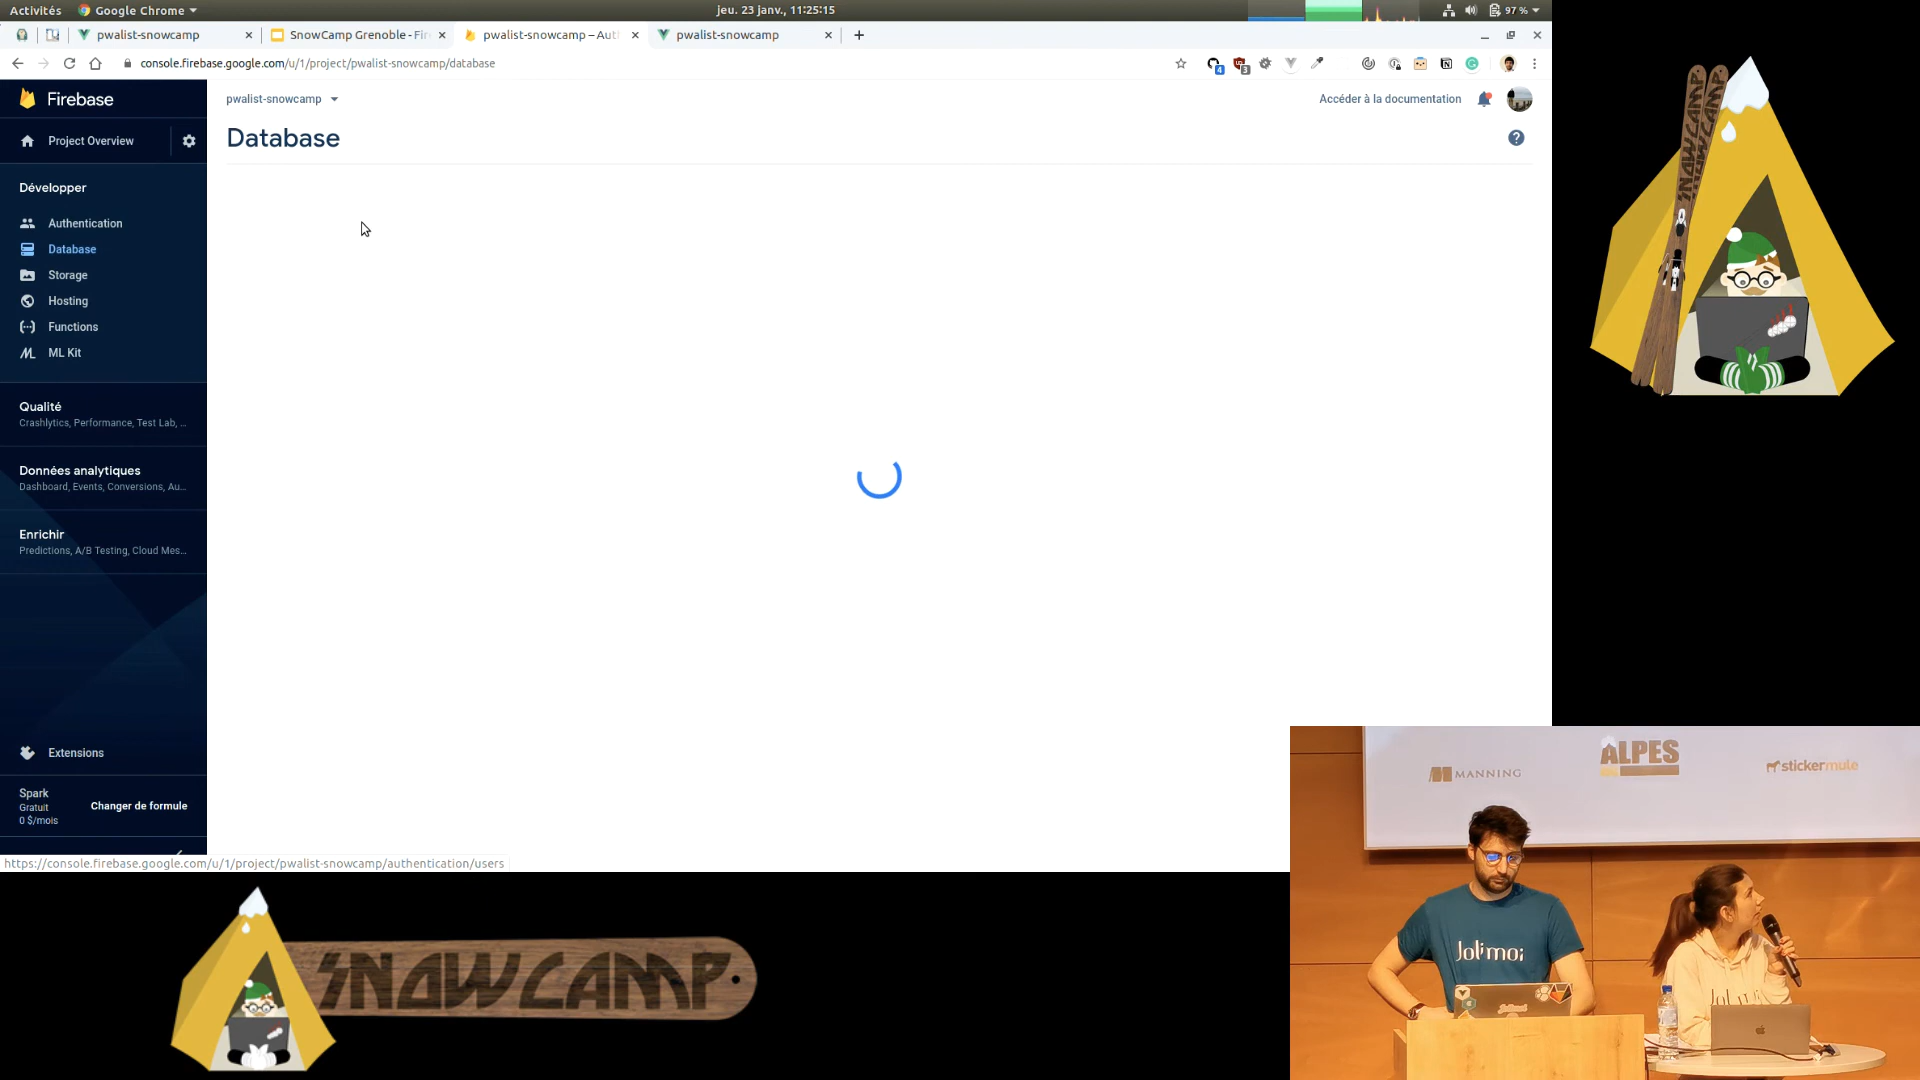 Activités
Google Chrome
jeu. 23 janv., 11:25:15
97 %
pwalist-snowcamp
SnowCamp Grenoble - Fir
pwalist-snowcamp – Aut
pwalist-snowcamp
console.firebase.google.com/u/1/project/pwalist-snowcamp/database
4
3
Firebase
pwalist-snowcamp
Accéder à la documentation
Project Overview
Database
Développer
Authentication
Database
Storage
Hosting
Functions
ML Kit
Qualité
Crashlytics, Performance, Test Lab, ...
Données analytiques
Dashboard, Events, Conversions, Au...
Enrichir
Predictions, A/B Testing, Cloud Mes...
Extensions
Spark
Gratuit
0 $/mois
Changer de formule
https://console.firebase.google.com/u/1/project/pwalist-snowcamp/authentication/users
SNOWCAMP
SNOWCAMP
SNOWCAMP
MANNING
ALPES
stickermule
Jolimoi